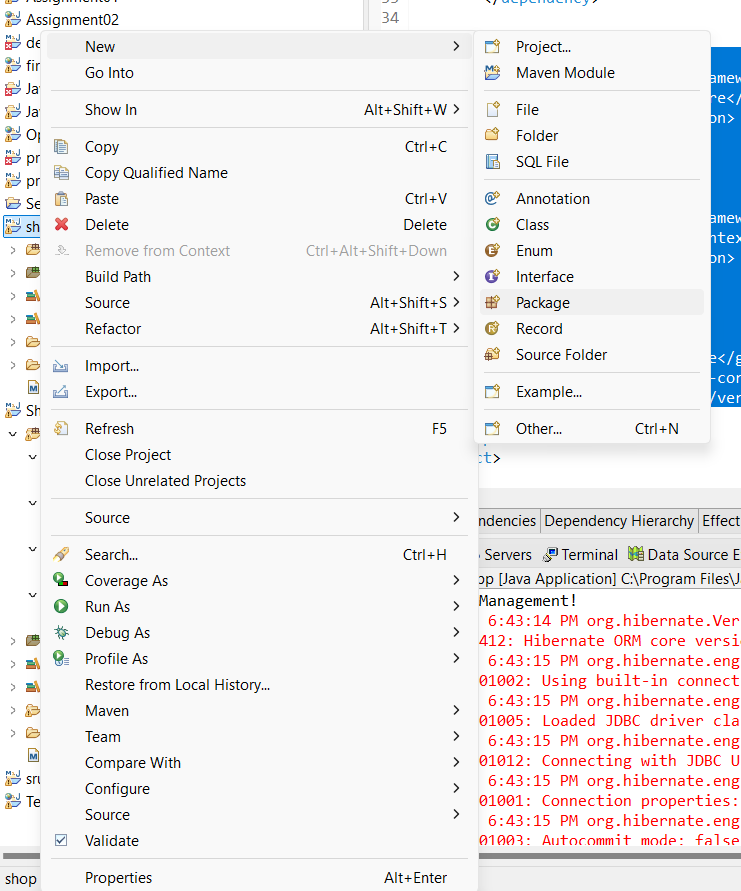 Assignment02
33
</dependency>
34
New
Go Into
Show In Alt+Shift+W
Copy Ctrl+C
Copy Qualified Name
Paste Ctrl+V
Delete Delete
Remove from Context Ctrl+Alt+Shift+Down
Build Path
Source Alt+Shift+S
Refactor Alt+Shift+T
Import...
Export...
Refresh F5
Close Project
Close Unrelated Projects
Source
Search... Ctrl+H
Coverage As
Run As
Debug As
Profile As
Restore from Local History...
Maven
Team
Compare With
Configure
Source
Validate
Properties Alt+Enter
Project...
Maven Module
File
Folder
SQL File
Annotation
Class
Enum
Interface
Package
Record
Source Folder
Example...
Other... Ctrl+N
de
fin
Jav
Jav
Op
pr
pr
Se
sh
Sh
sru
Te
shop
amew
re</
on>
amew
ntex
on>
e</g
-cor
/ver
ct>
ndencies Dependency Hierarchy Effect
Servers Terminal Data Source E
pp [Java Application] C:\Program Files\J
Management!
6:43:14 PM org.hibernate.Ver
412: Hibernate ORM core versi
6:43:15 PM org.hibernate.eng
01002: Using built-in connect
6:43:15 PM org.hibernate.eng
01005: Loaded JDBC driver cla
6:43:15 PM org.hibernate.eng
01012: Connecting with JDBC U
6:43:15 PM org.hibernate.eng
01001: Connection properties:
6:43:15 PM org.hibernate.eng
01003: Autocommit mode: false